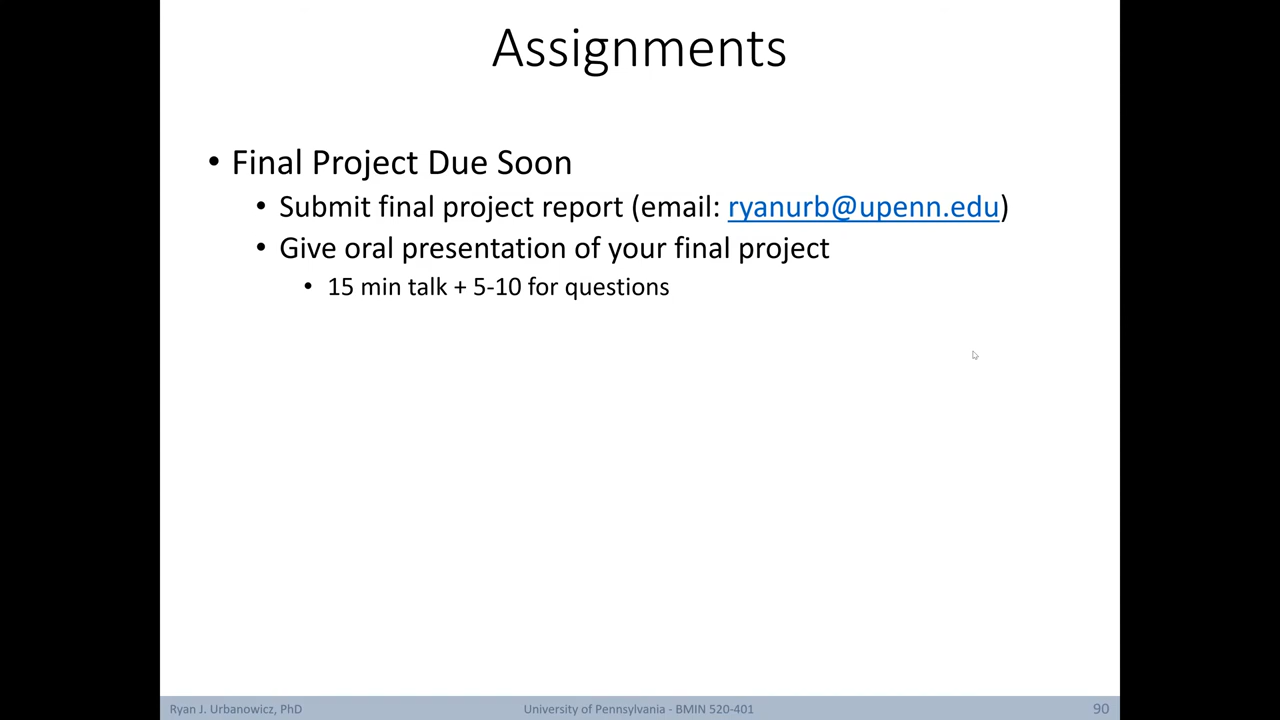 Assignments
• Final Project Due Soon
• Submit final project report (email: ryanurb@upenn.edu)
• Give oral presentation of your final project
• 15 min talk + 5-10 for questions
Ryan J. Urbanowicz, PhD
University of Pennsylvania - BMIN 520-401
90